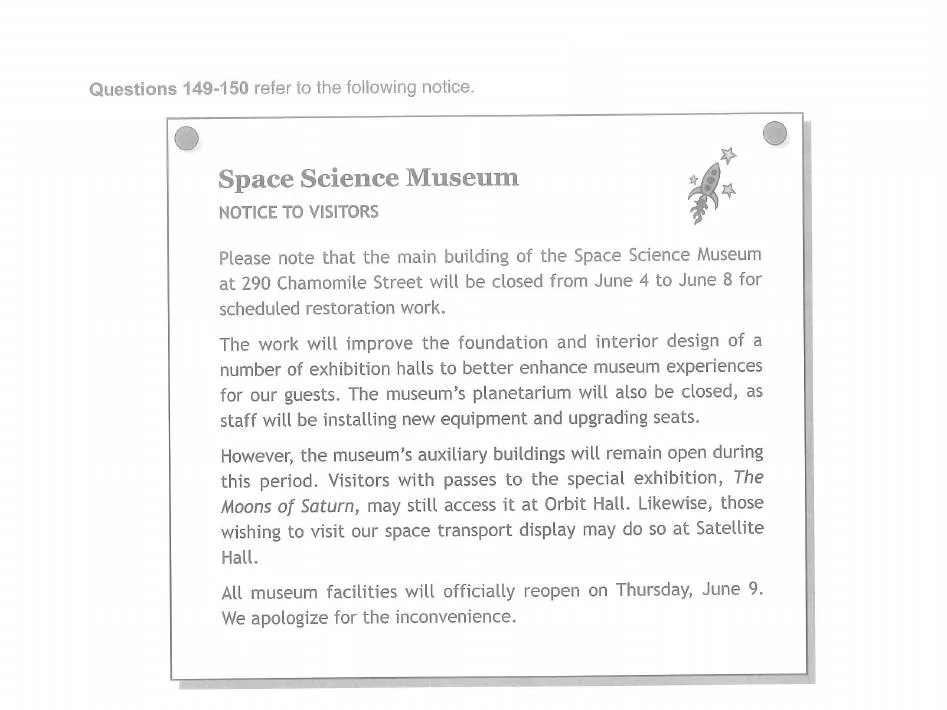 Questions 149-150 refer to the following notice.
Space Science Museum
NOTICE TO VISITORS
Please note that the main building of the Space Science Museum
at 290 Chamomile Street will be closed from June 4 to June 8 for
scheduled restoration work.
The work will improve the foundation and interior design of a
number of exhibition halls to better enhance museum experiences
for our guests. The museum's planetarium will also be closed, as
staff will be installing new equipment and upgrading seats.
However, the museum's auxiliary buildings will remain open during
this period. Visitors with passes to the special exhibition, The
Moons of Saturn, may still access it at Orbit Hall. Likewise, those
wishing to visit our space transport display may do so at Satellite
Hall.
All museum facilities will officially reopen on Thursday, June 9.
We apologize for the inconvenience.